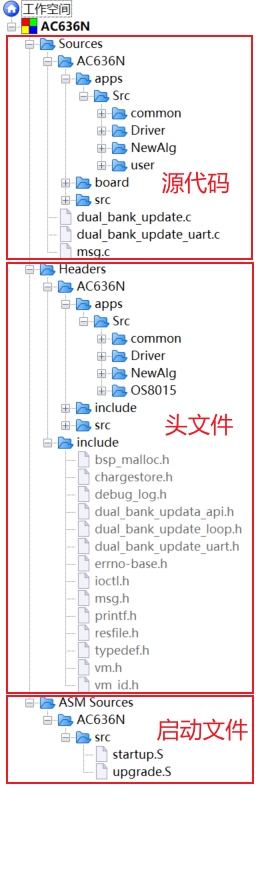 工作空间
AC636N
Sources
AC636N
apps
Src
common
Driver
NewAlg
user
board
src
dual_bank_update.c
dual_bank_update_uart.c
msg.c
源代码
Headers
AC636N
apps
Src
common
Driver
NewAlg
OS8015
include
src
include
头文件
bsp_malloc.h
chargestore.h
debug_log.h
dual_bank_updata_api.h
dual_bank_update_loop.h
dual_bank_update_uart.h
errno-base.h
ioctl.h
msg.h
printf.h
resfile.h
typedef.h
vm.h
vm_id.h
ASM Sources
AC636N
src
startup.S
upgrade.S
启动文件